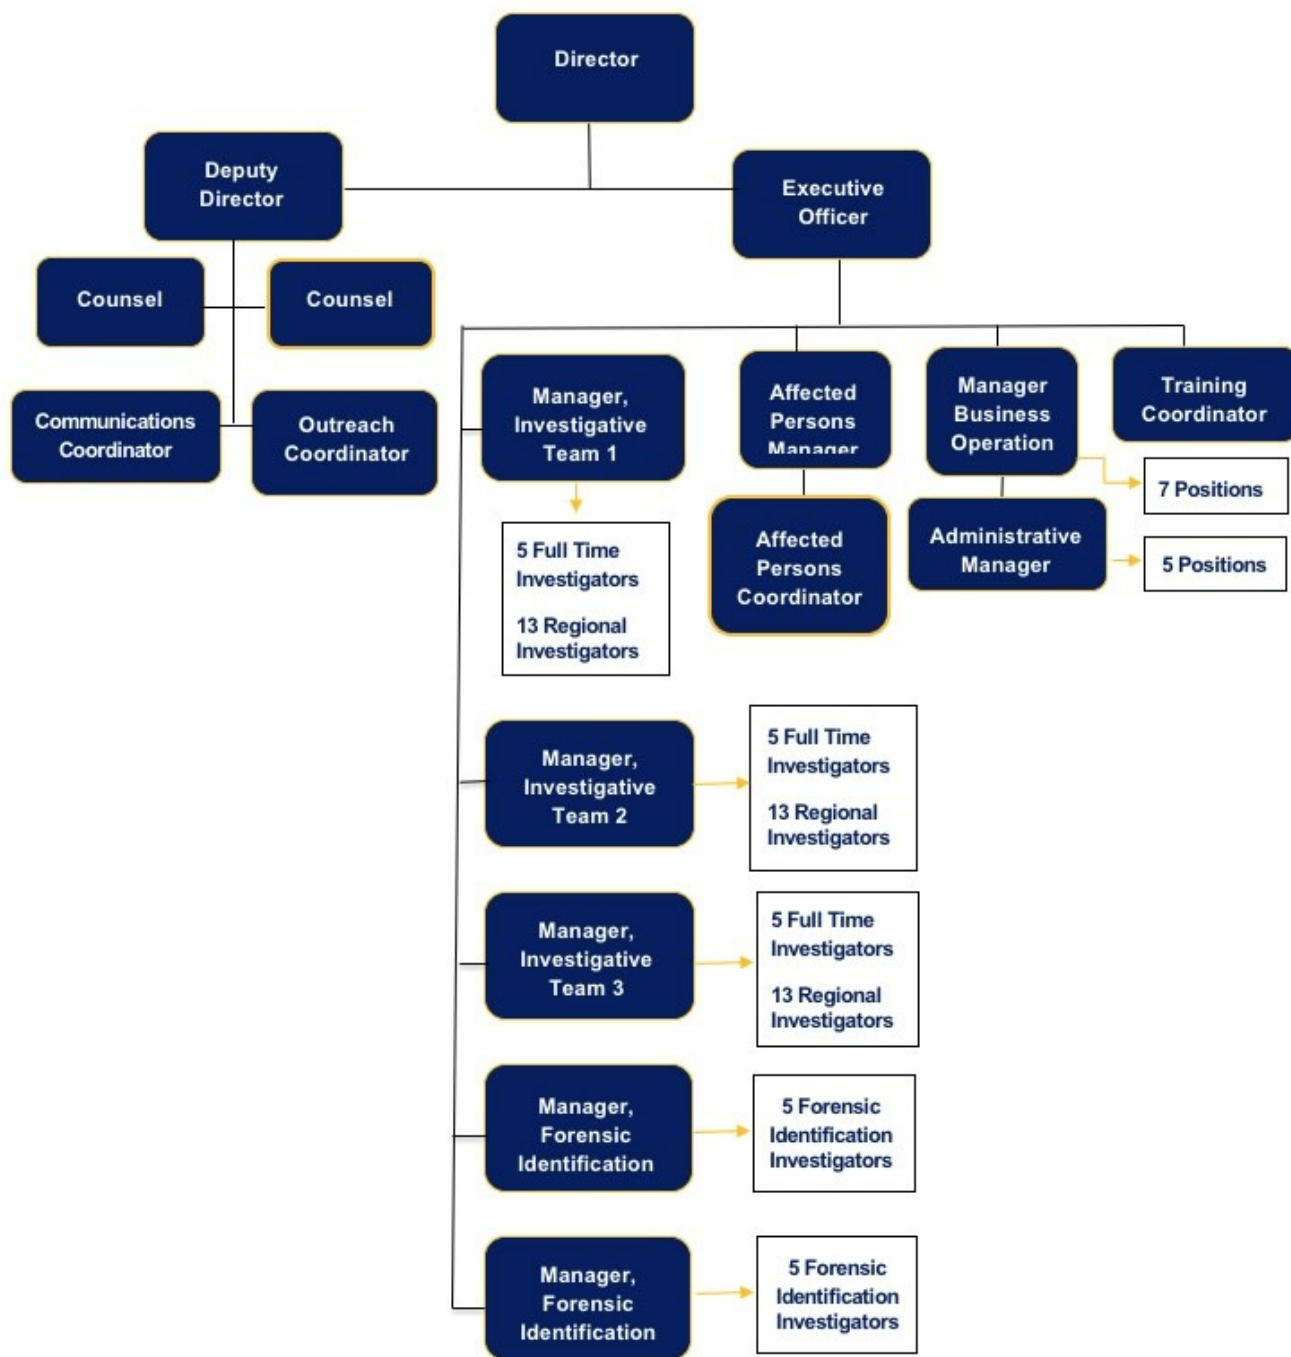 Director
Deputy
Director
Executive
Officer
Counsel
Counsel
Communications
Coordinator
Outreach
Coordinator
Manager,
Investigative
Team 1
Affected
Persons
Manager
Manager
Business
Operation
Training
Coordinator
7 Positions
5 Full Time
Investigators
13 Regional
Investigators
Affected
Persons
Coordinator
Administrative
Manager
5 Positions
Manager,
Investigative
Team 2
5 Full Time
Investigators
13 Regional
Investigators
Manager,
Investigative
Team 3
5 Full Time
Investigators
13 Regional
Investigators
Manager,
Forensic
Identification
5 Forensic
Identification
Investigators
Manager,
Forensic
Identification
5 Forensic
Identification
Investigators